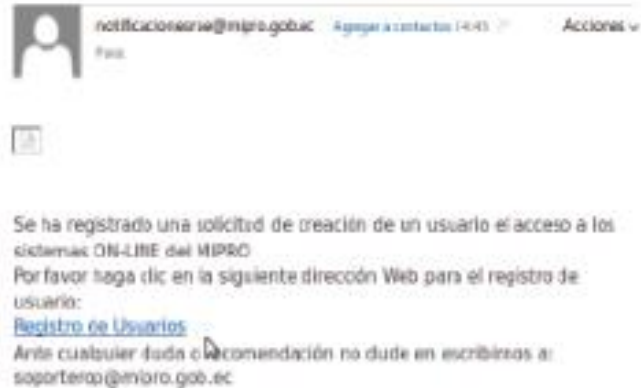 notificacionesrue@mipro.gob.ec Agregar a contactos 14:45 Acciones
Para:
Se ha registrado una solicitud de creación de un usuario el acceso a los
sistemas ON-LINE del MIPRO
Por favor haga clic en la siguiente dirección Web para el registro de
usuario:
Registro de Usuarios
Ante cualquier duda o recomendación no dude en escribirnos a:
soporterop@mipro.gob.ec